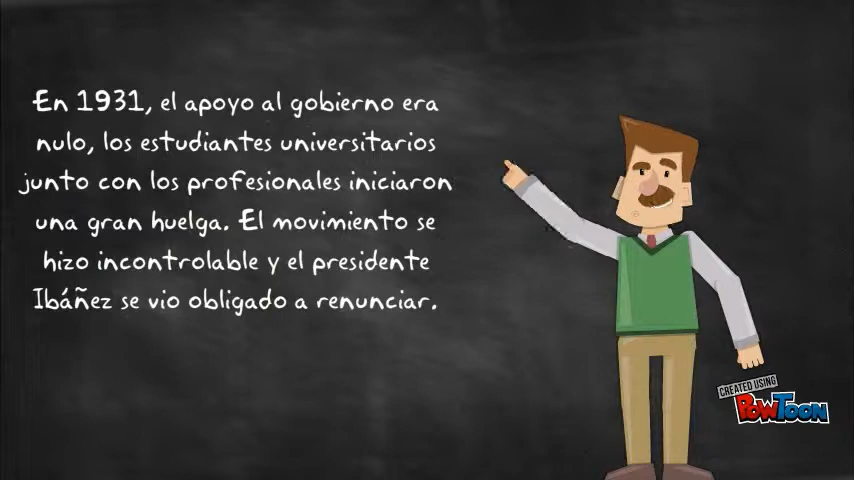 En 1931, el apoyo al gobierno era
nulo, los estudiantes universitarios
junto con los profesionales iniciaron
una gran huelga. El movimiento se
hizo incontrolable y el presidente
Ibáñez se vio obligado a renunciar.
CREATED USING
POWTOON